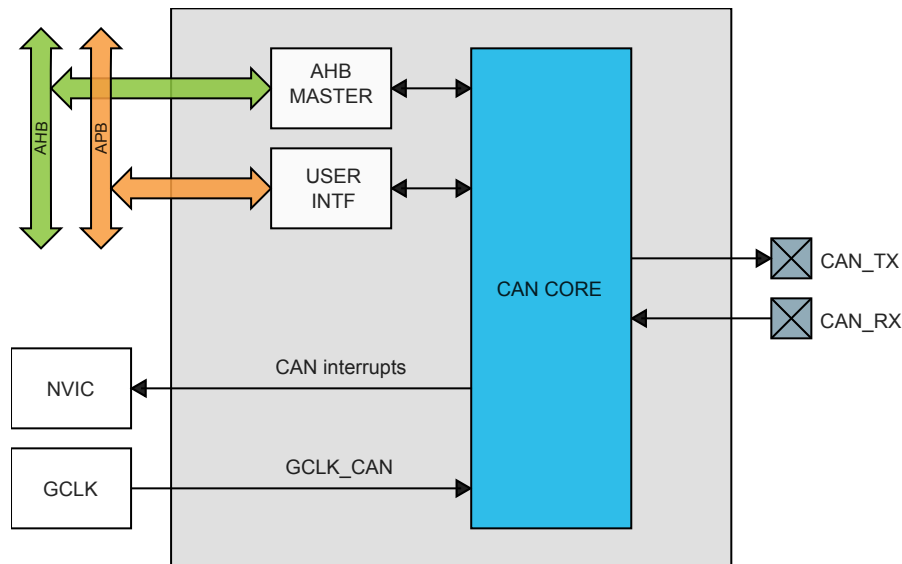 AHB
APB
AHB
MASTER
USER
INTF
CAN CORE
CAN_TX
CAN_RX
CAN interrupts
NVIC
GCLK_CAN
GCLK